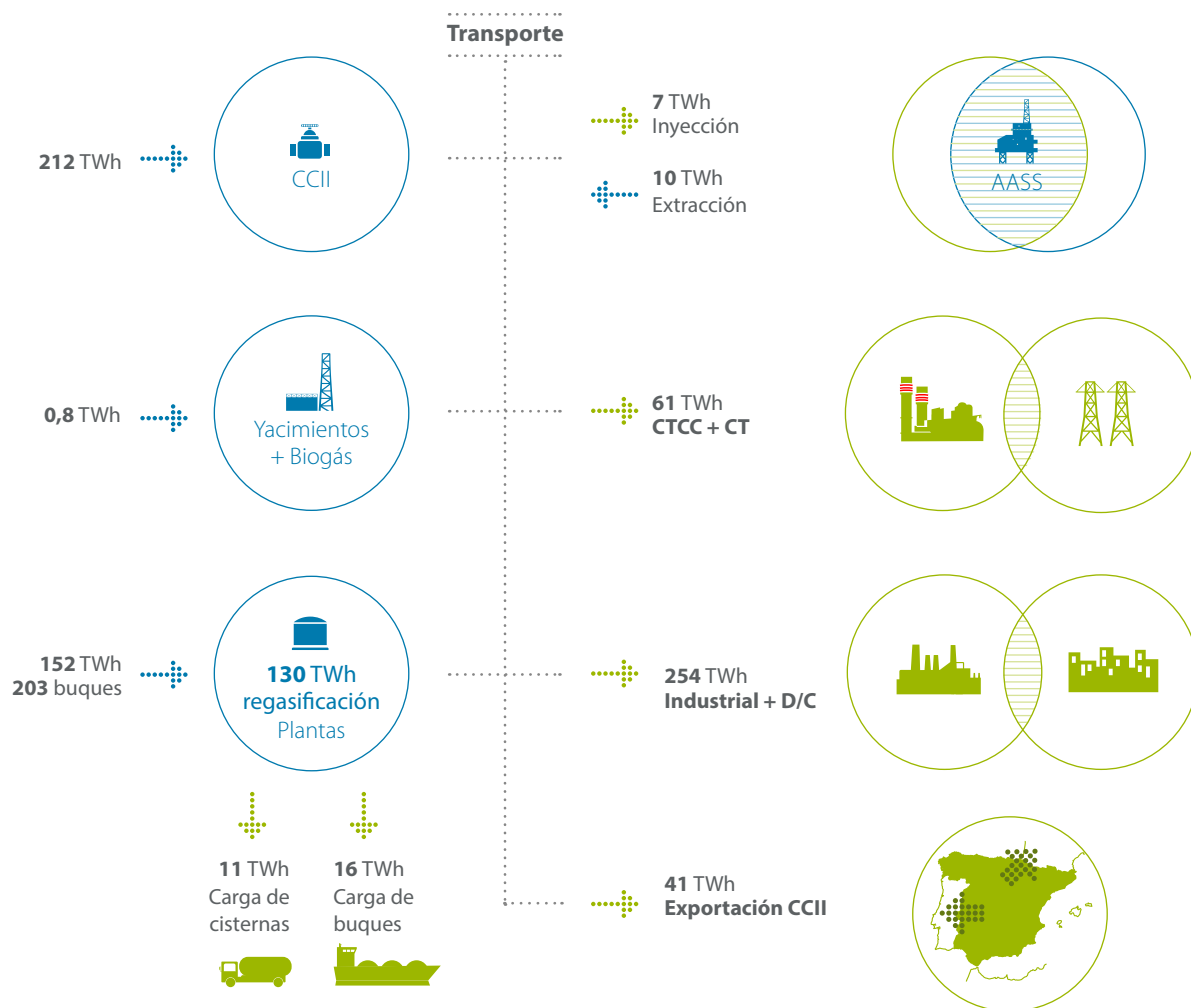 Transporte
212 TWh
CCII
7 TWh
Inyección
10 TWh
Extracción
AASS
0,8 TWh
Yacimientos
+ Biogás
61 TWh
CTCC + CT
152 TWh
203 buques
130 TWh
regasificación
Plantas
254 TWh
Industrial + D/C
11 TWh
Carga de
cisternas
16 TWh
Carga de
buques
41 TWh
Exportación CCII